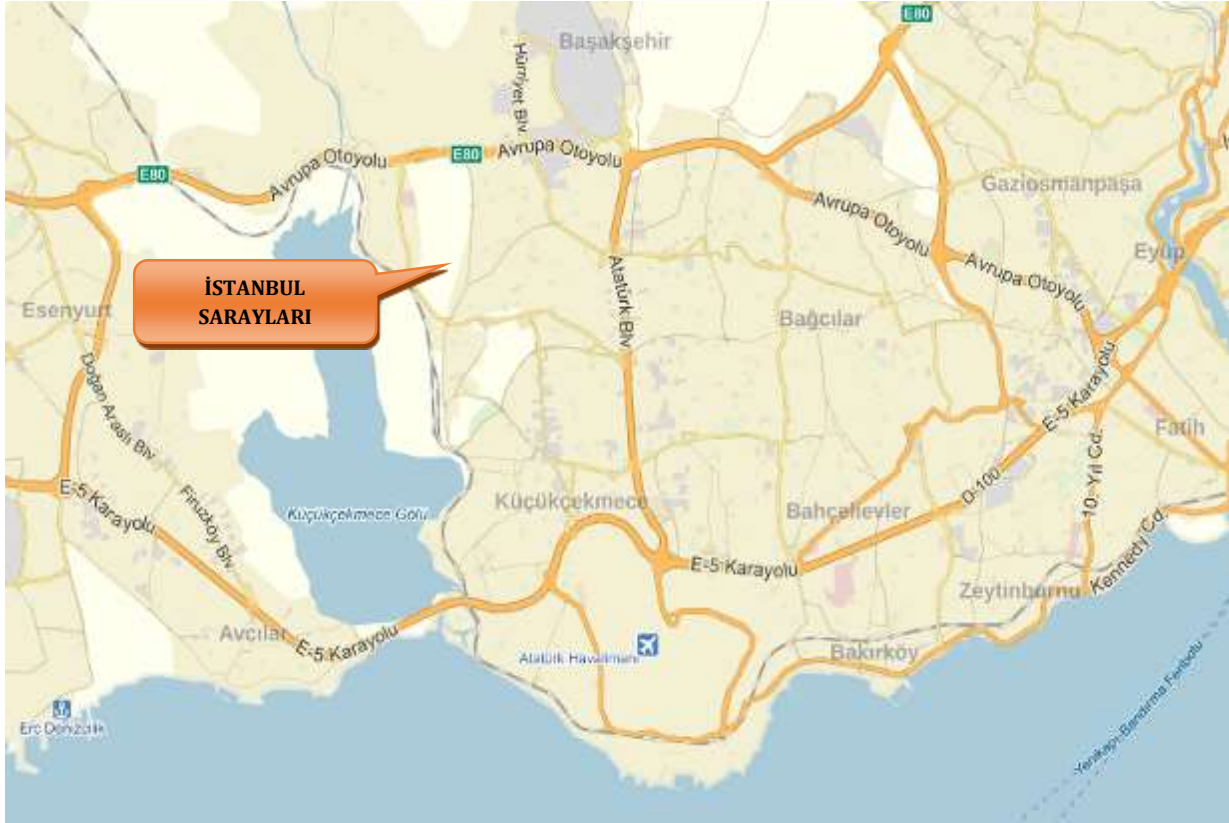 E80
Başakşehir
Hürriyet Blv.
Avrupa Otoyolu
E80
Avrupa Otoyolu
E80
Gaziosmanpaşa
Avrupa Otoyolu
Eyüp
Avrupa Otoyolu
Atatürk Blv
İSTANBUL
SARAYLARI
Esenyurt
Bağcılar
Doğan Araslı Blv.
E-5 Karayolu
Fatih
Küçükçekmece
D-100
10. Yıl Cd.
E-5 Karayolu
Firuzköy Blv.
Küçükçekmece Gölü
Bahçelievler
E-5 Karayolu
Kennedy Cd.
Zeytinburnu
Avcılar
E-5 Karayolu
Atatürk Havalimanı
Bakırköy
Erc Denizcilik
Yenikapı-Bandırma Feribotu